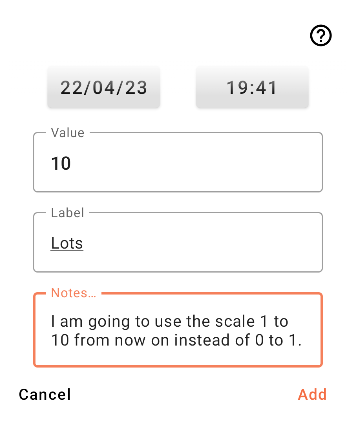 ?
22/04/23 19:41
Value
10
Label
Lots
Notes...
I am going to use the scale 1 to
10 from now on instead of 0 to 1.
Cancel Add